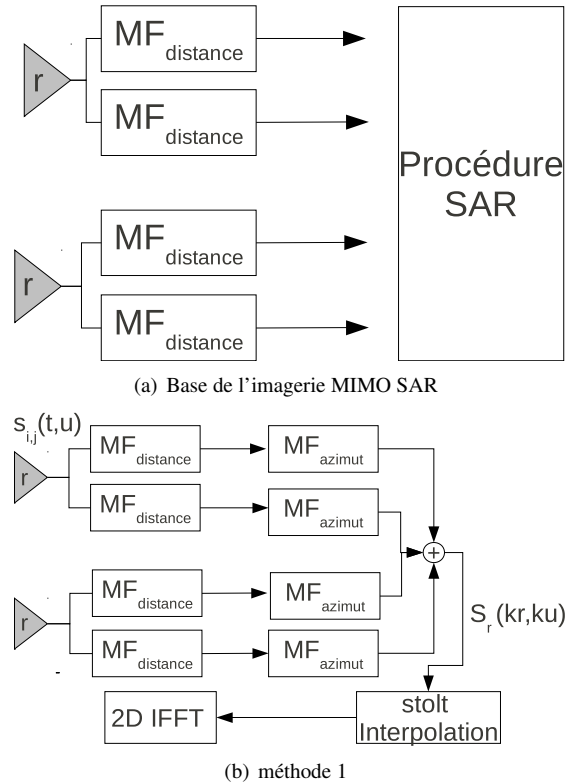 r
MF distance
MF distance
r
MF distance
MF distance
Procédure
SAR
(a) Base de l'imagerie MIMO SAR
s i,j (t,u)
r
MF distance
MF azimut
MF distance
MF azimut
r
MF distance
MF azimut
MF distance
MF azimut
+
S r (kr,ku)
stolt
Interpolation
2D IFFT
(b) méthode 1